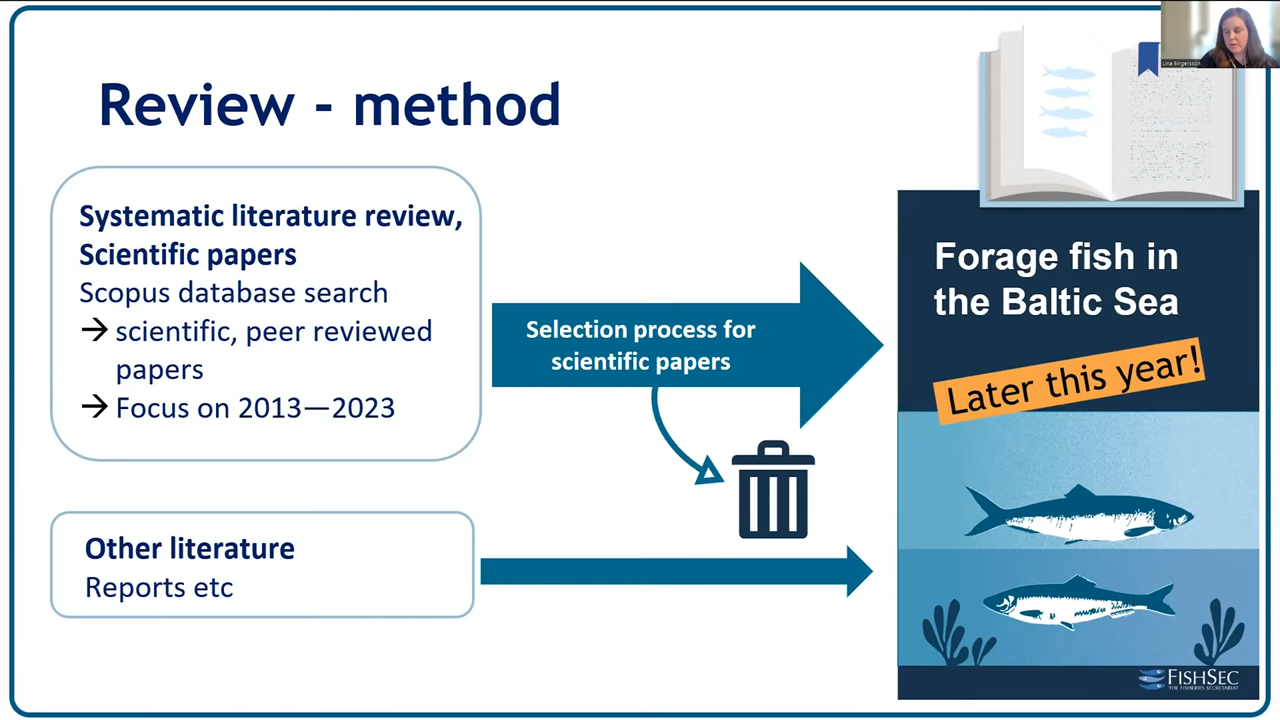 Lina Birgersson
Review - method
Systematic literature review,
Scientific papers
Scopus database search
→ scientific, peer reviewed
papers
→ Focus on 2013—2023
Selection process for
scientific papers
Other literature
Reports etc
Forage fish in
the Baltic Sea
Later this year!
FISHSEC
THE FISHERIES SECRETARIAT